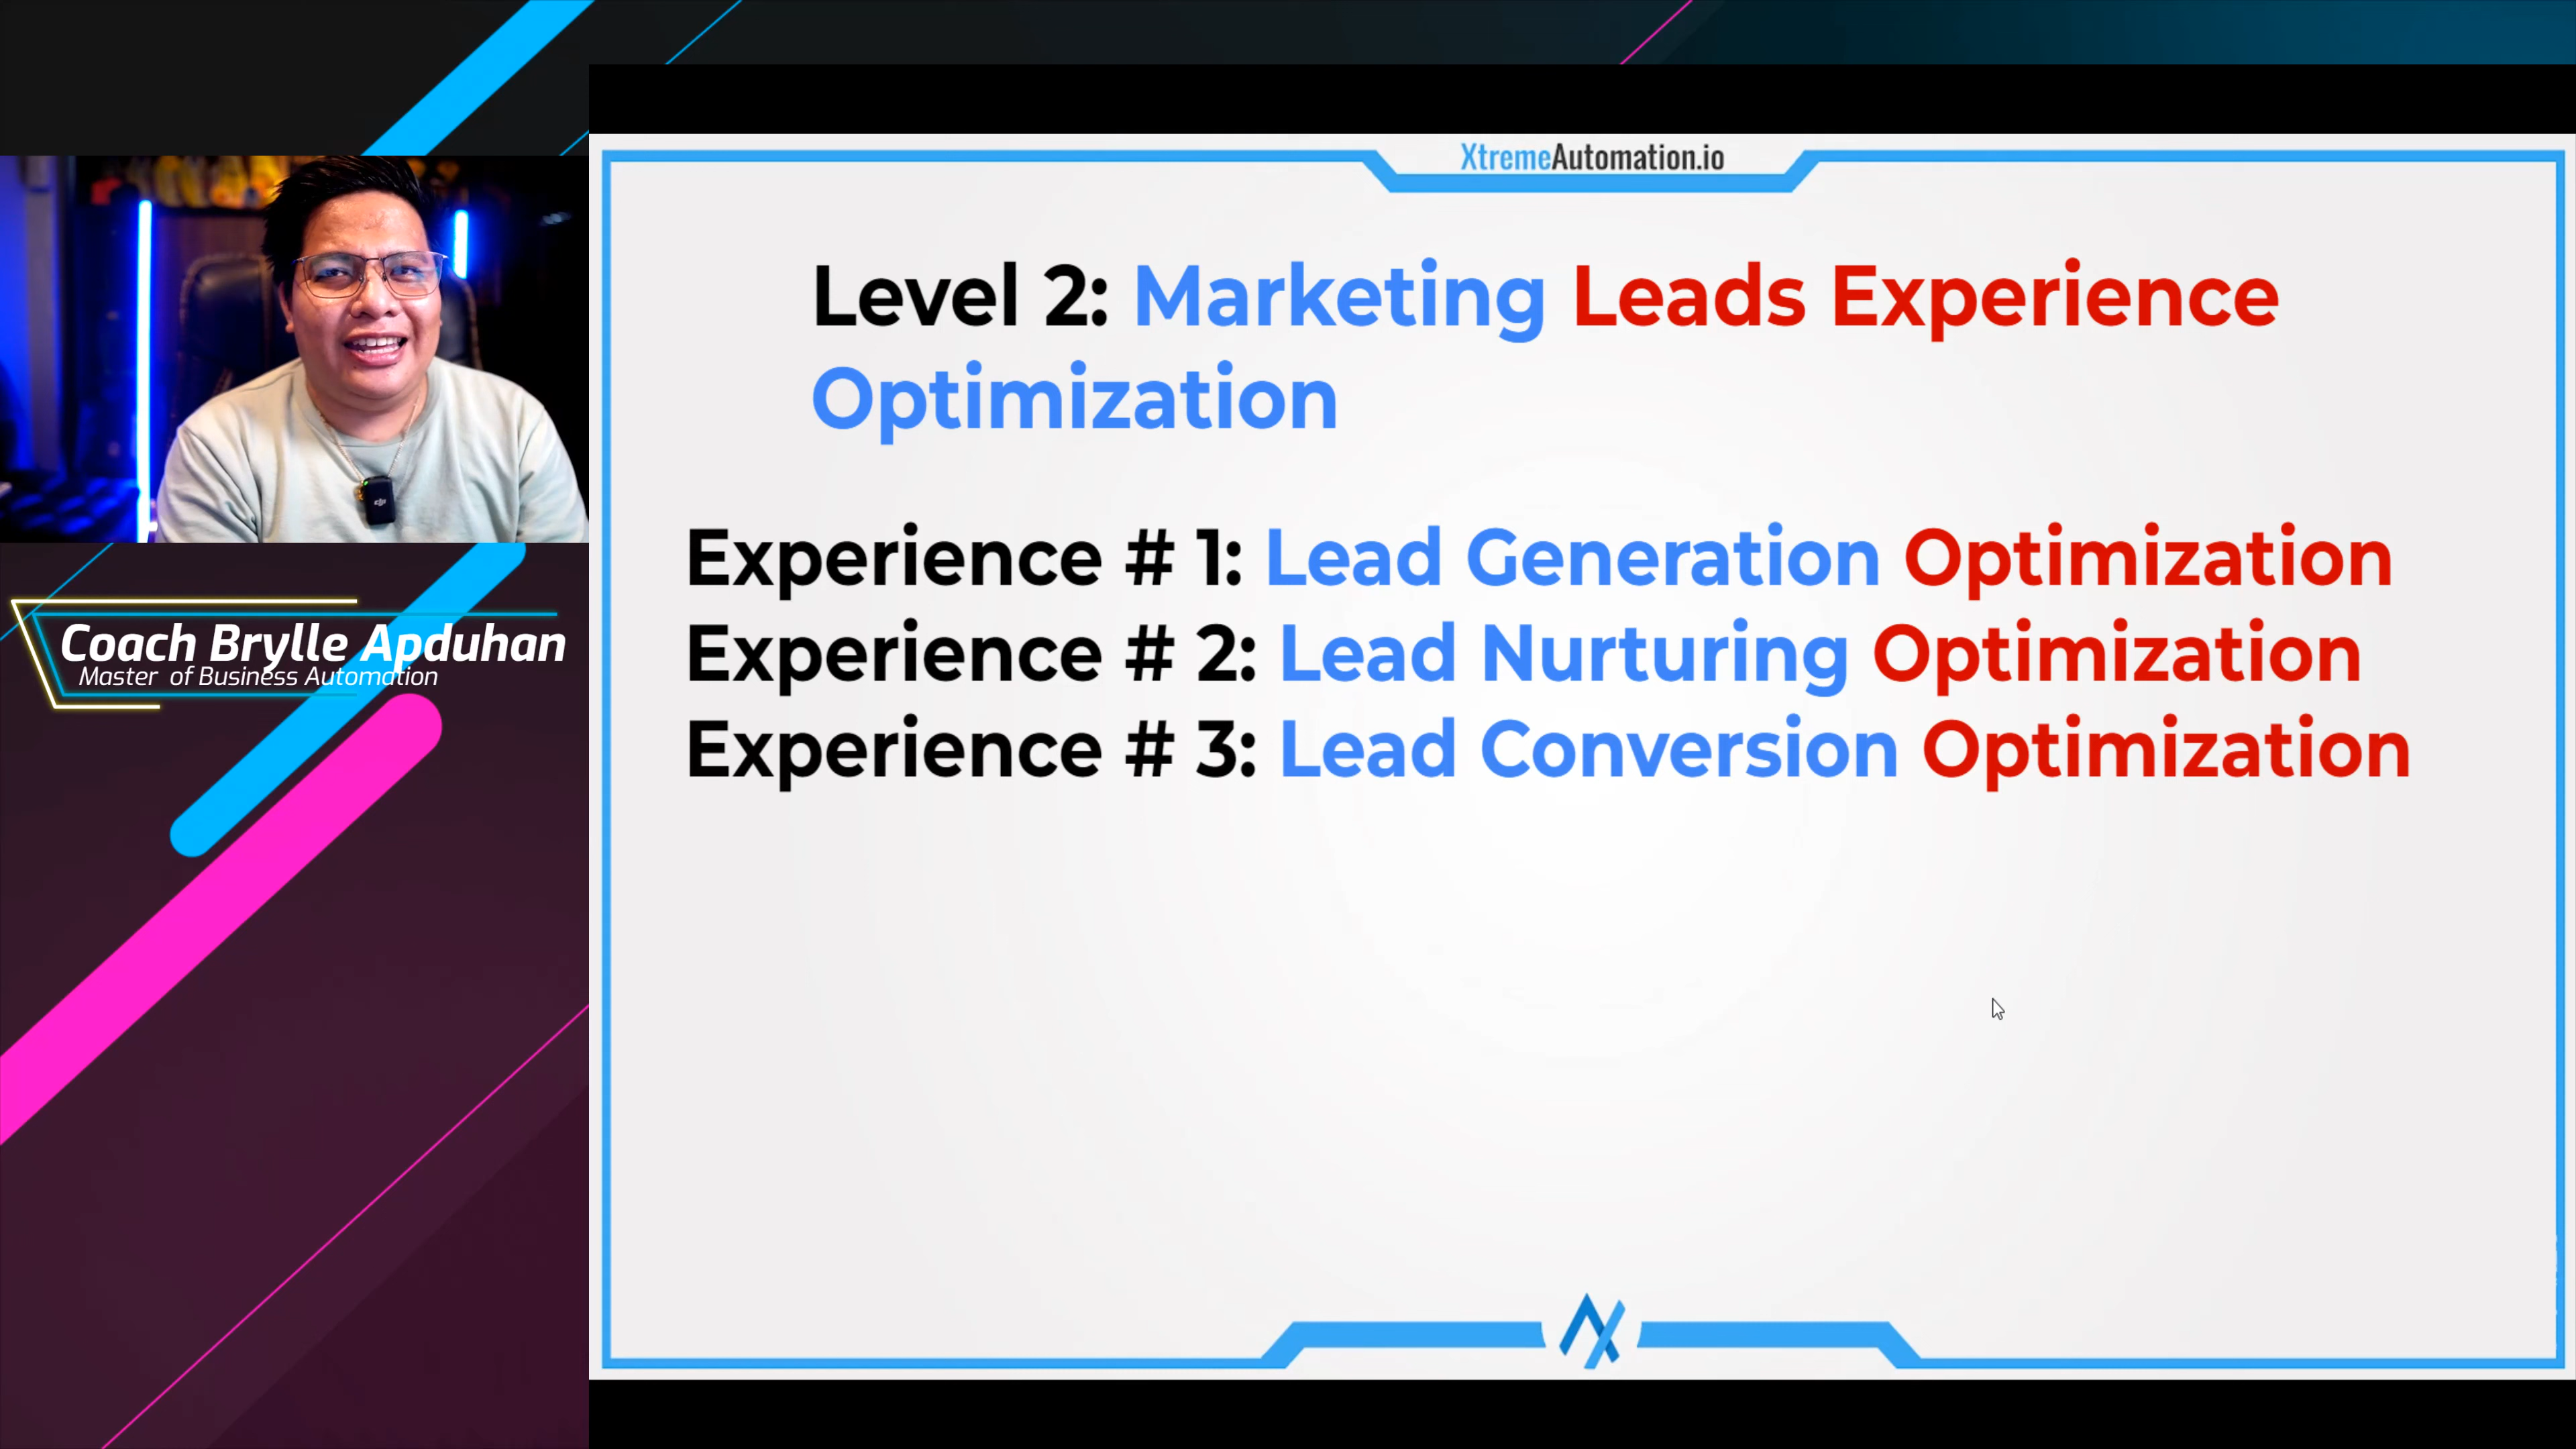 XtremeAutomation.io
Level 2: Marketing Leads Experience
Optimization
Experience # 1: Lead Generation Optimization
Experience # 2: Lead Nurturing Optimization
Experience # 3: Lead Conversion Optimization
Coach Brylle Apduhan
Master of Business Automation
dji